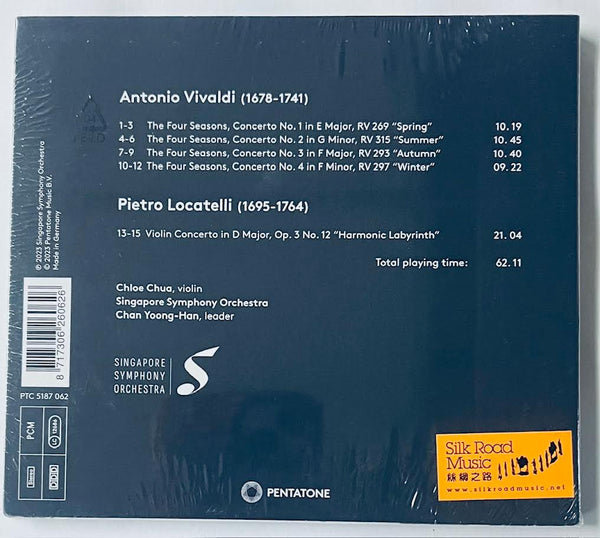 Antonio Vivaldi (1678-1741)
1-3 The Four Seasons, Concerto No. 1 in E Major, RV 269 “Spring” 10.19
4-6 The Four Seasons, Concerto No. 2 in G Minor, RV 315 “Summer” 10.45
7-9 The Four Seasons, Concerto No. 3 in F Major, RV 293 “Autumn” 10.40
10-12 The Four Seasons, Concerto No. 4 in F Minor, RV 297 “Winter” 09.22
Pietro Locatelli (1695-1764)
13-15 Violin Concerto in D Major, Op. 3 No. 12 “Harmonic Labyrinth” 21.04
Total playing time: 62.11
Chloe Chua, violin
Singapore Symphony Orchestra
Chan Yoong-Han, leader
SINGAPORE
SYMPHONY
ORCHESTRA
℗ 2023 Singapore Symphony Orchestra
© 2023 Pentatone Music B.V.
Made in Germany
8 717306 260626
PTC 5187 062
PCM
Stereo
DDD
PENTATONE
Silk Road
Music
絲綢之路
www.silkroadmusic.net